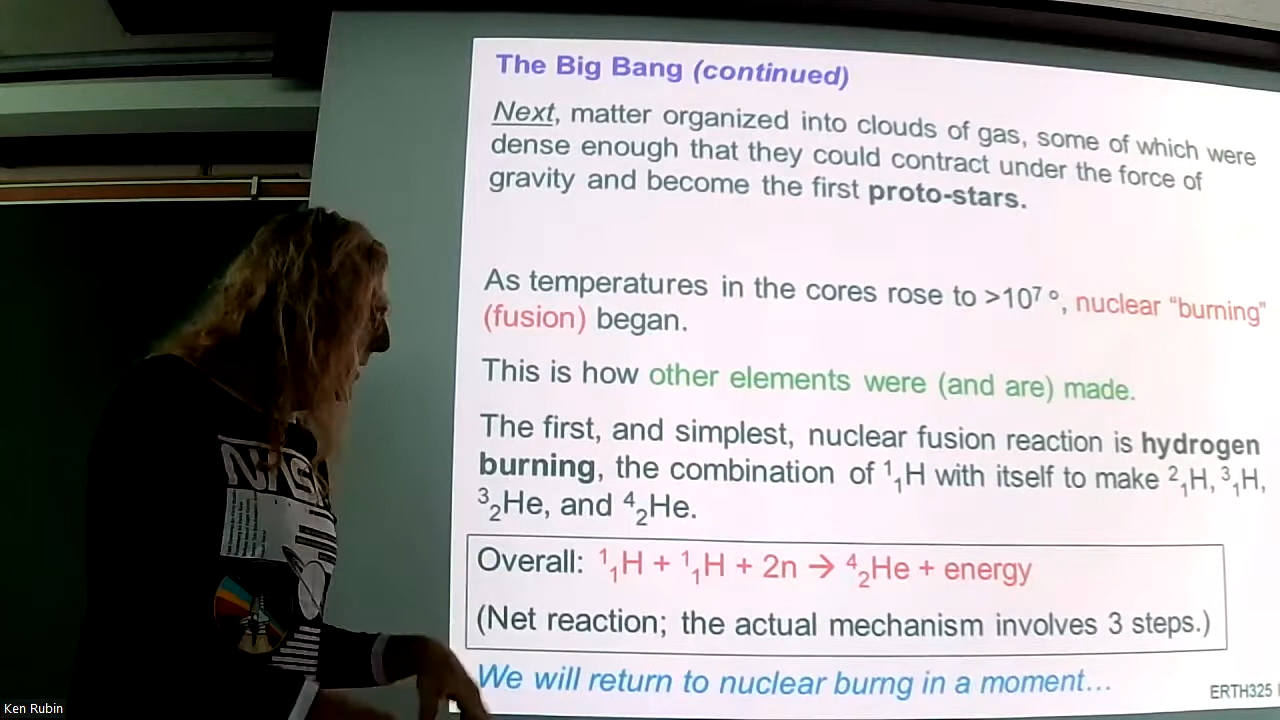 The Big Bang (continued)
Next, matter organized into clouds of gas, some of which were
dense enough that they could contract under the force of
gravity and become the first proto-stars.
As temperatures in the cores rose to >10⁷ º, nuclear “burning”
(fusion) began.
This is how other elements were (and are) made.
The first, and simplest, nuclear fusion reaction is hydrogen
burning, the combination of ¹₁H with itself to make ²₁H, ³₁H,
³₂He, and ⁴₂He.
Overall: ¹₁H + ¹₁H + 2n → ⁴₂He + energy
(Net reaction; the actual mechanism involves 3 steps.)
We will return to nuclear burng in a moment...
ERTH325
NASA
Ken Rubin